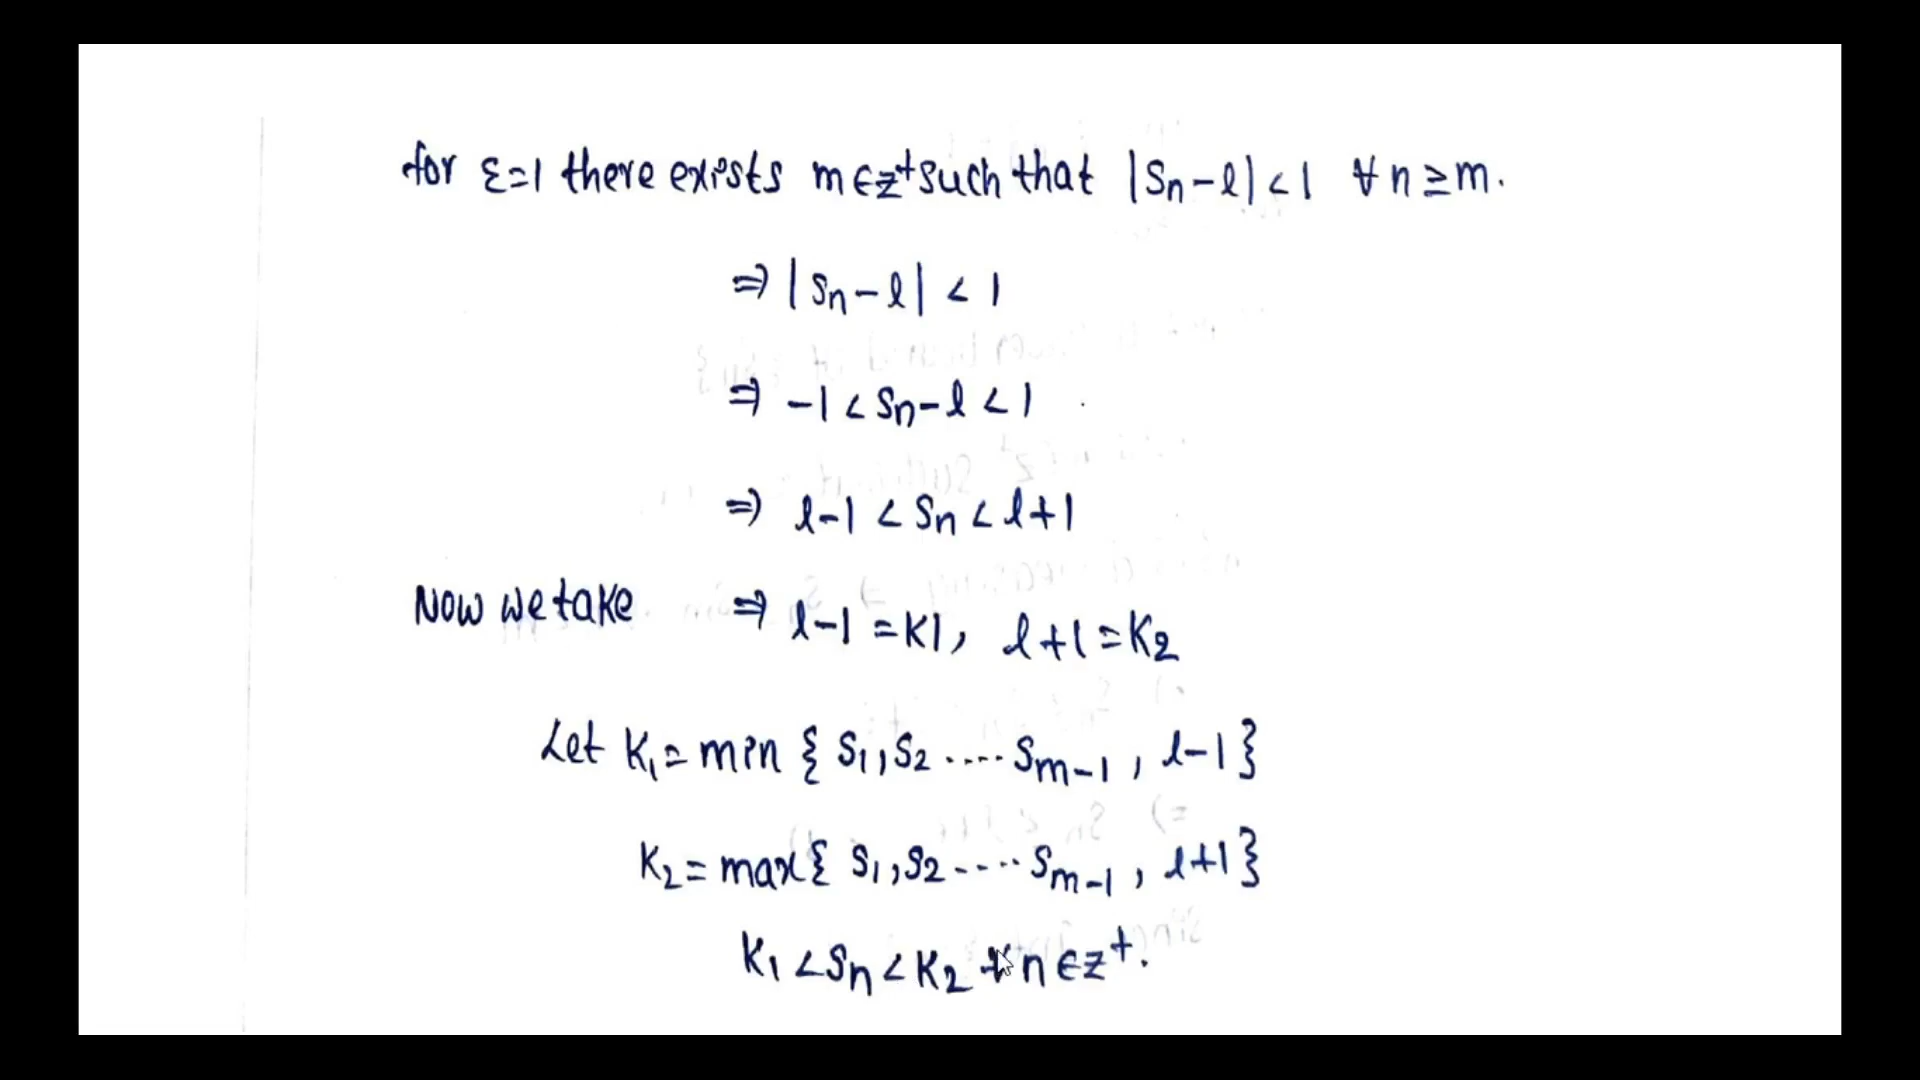 for ε=1 there exists m∈z⁺ such that |Sn-l|<1 ∀ n≥m.
⇒ |Sn-l| < 1
⇒ -1 < Sn-l < 1
⇒ l-1 < Sn < l+1
Now we take ⇒ l-1 = K1, l+1 = K2
Let K₁ = min { S₁, S₂ ..... Sm-1, l-1 }
K₂ = max { S₁, S₂ ----.. Sm-1, l+1 }
K₁ < Sn < K₂ ∀ n ∈ z⁺.